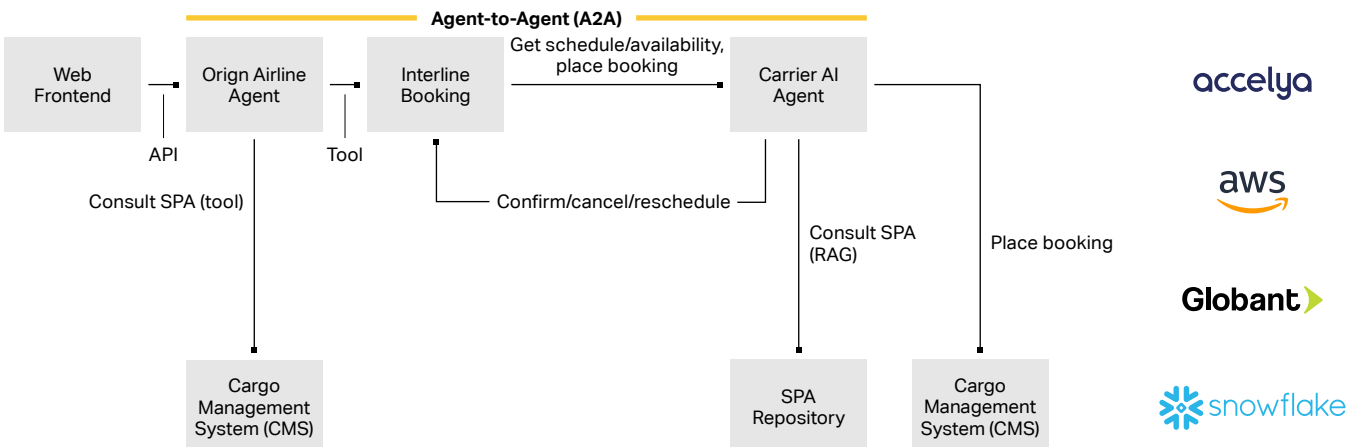 Agent-to-Agent (A2A)
Web
Frontend
Orign Airline
Agent
Interline
Booking
Get schedule/availability,
place booking
Carrier AI
Agent
API
Tool
Consult SPA (tool)
Confirm/cancel/reschedule
Consult SPA
(RAG)
Place booking
Cargo
Management
System (CMS)
SPA
Repository
Cargo
Management
System (CMS)
accelya
aws
Globant
snowflake